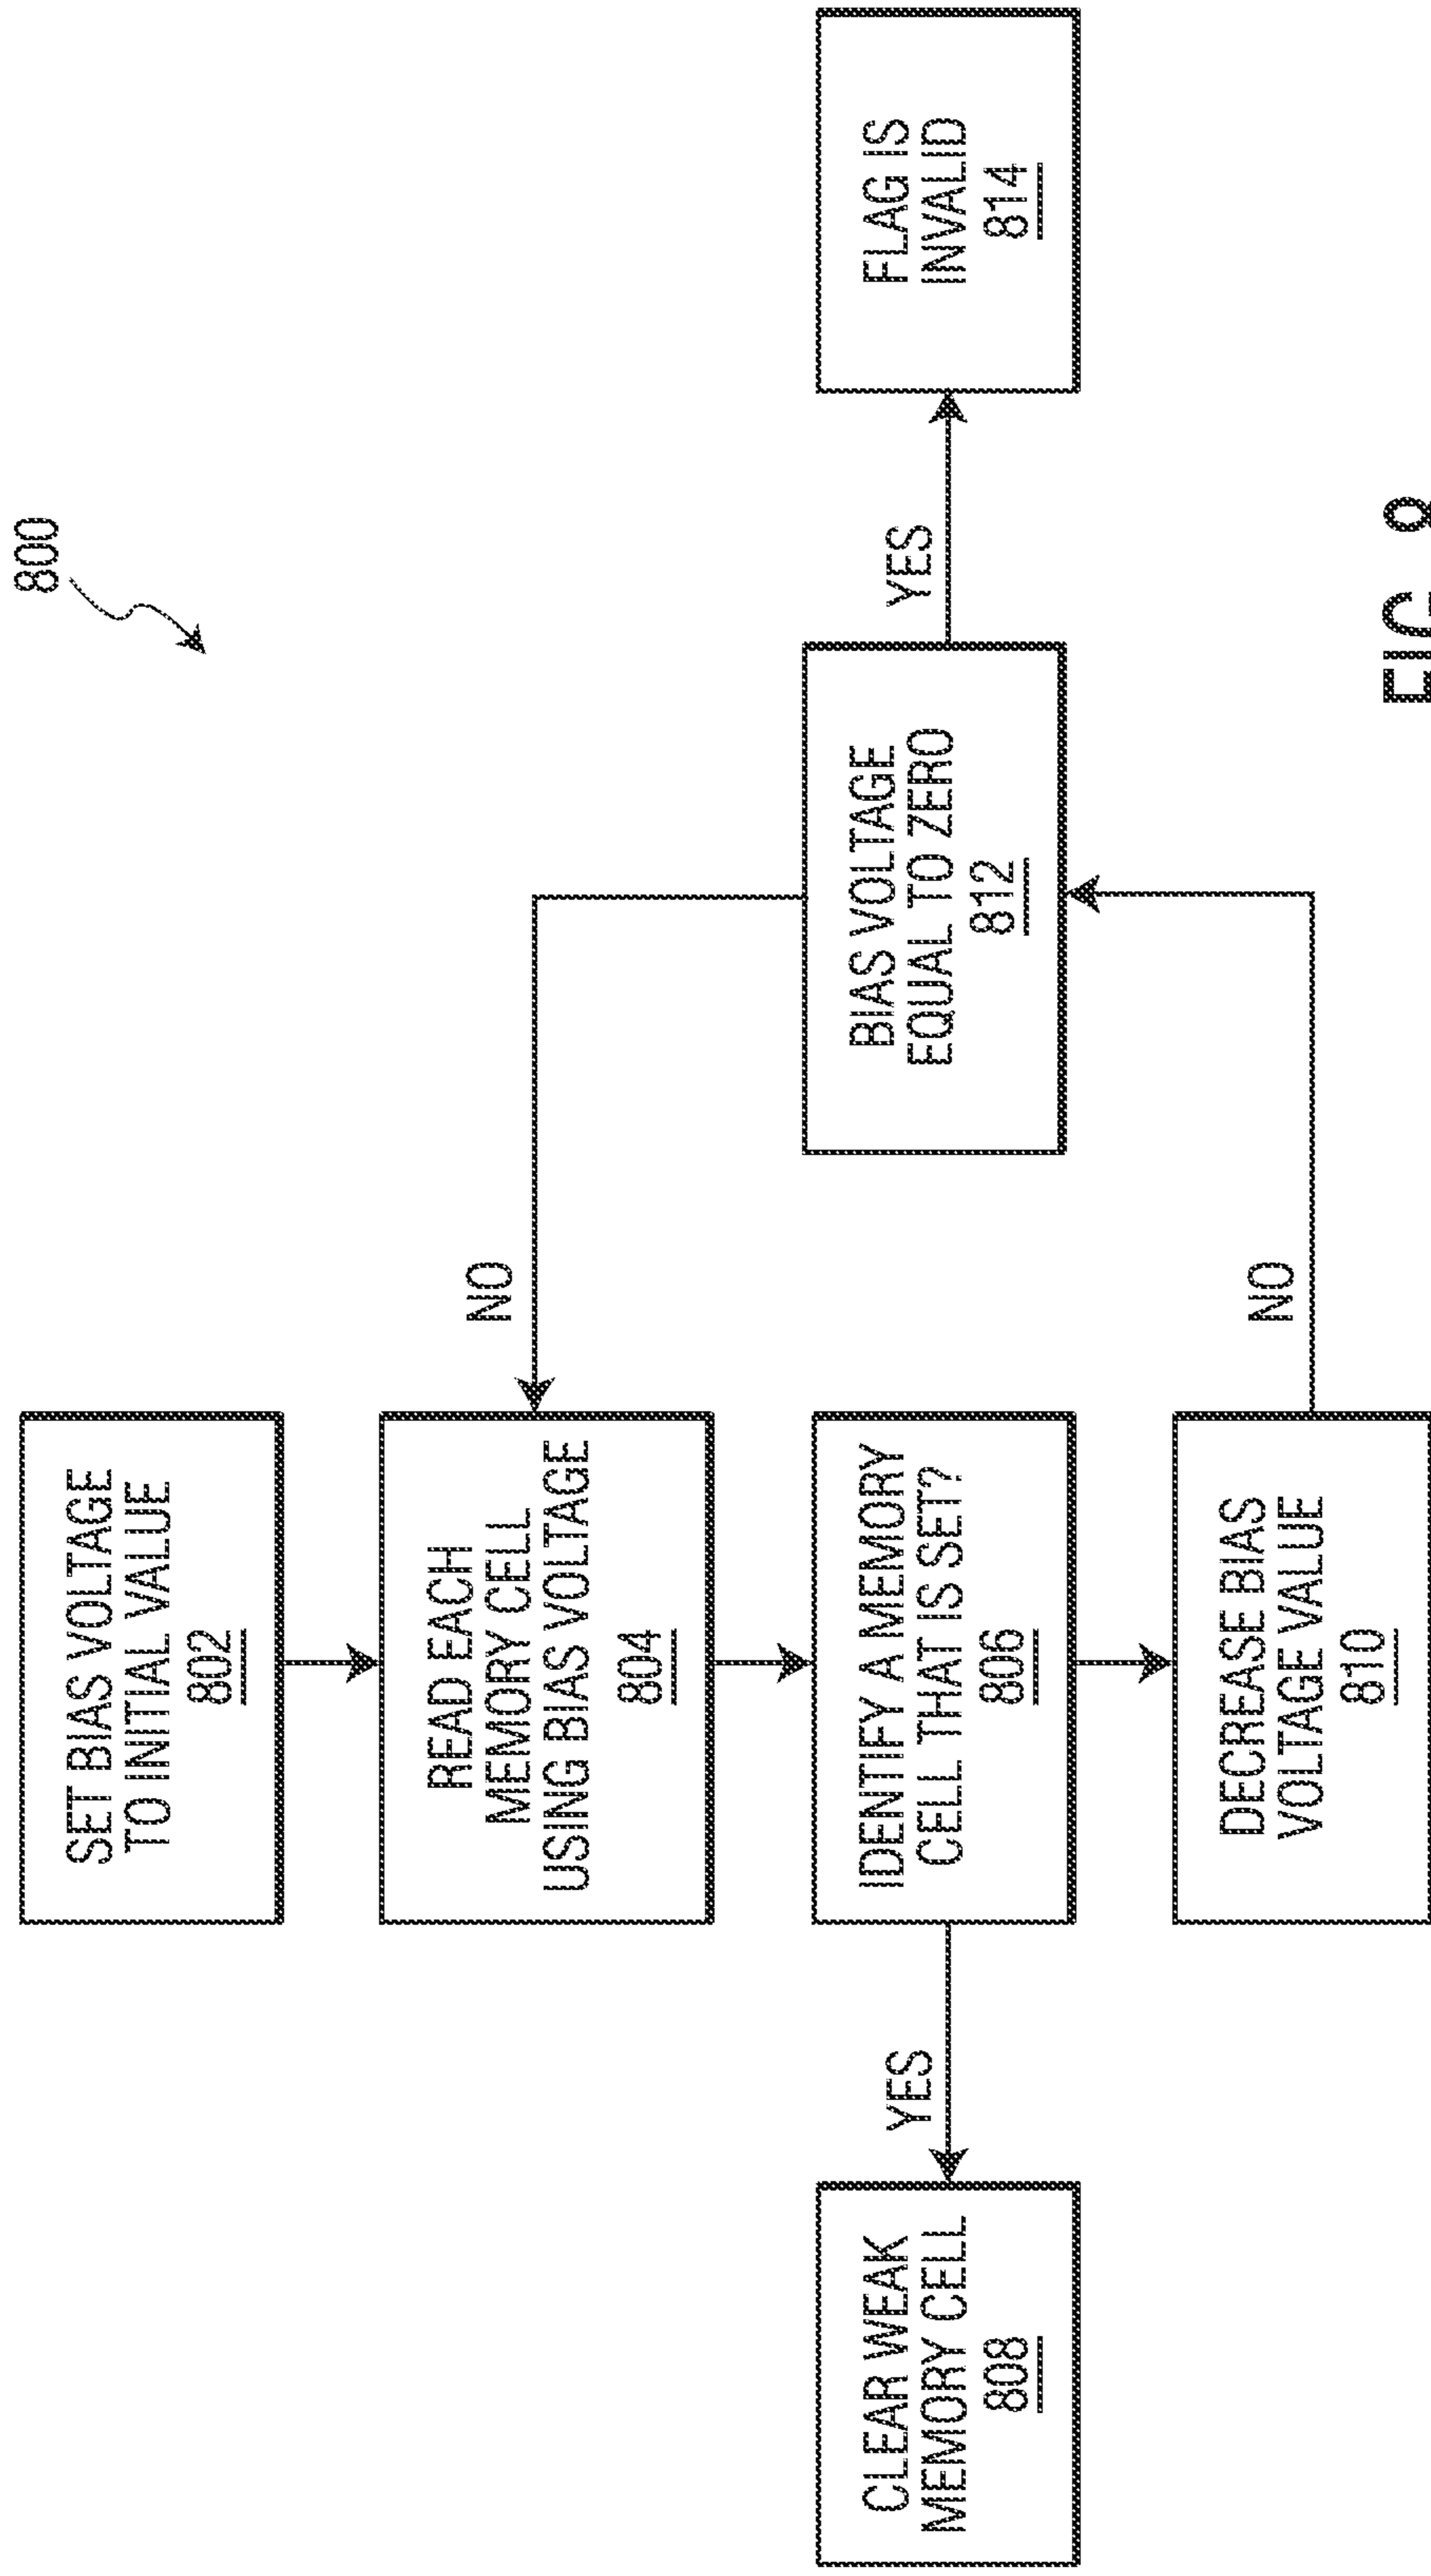 800
SET BIAS VOLTAGE
TO INITIAL VALUE
802
NO
READ EACH
MEMORY CELL
USING BIAS VOLTAGE
804
CLEAR WEAK
MEMORY CELL
808
YES
IDENTIFY A MEMORY
CELL THAT IS SET?
806
BIAS VOLTAGE
EQUAL TO ZERO
812
YES
FLAG IS
INVALID
814
DECREASE BIAS
VOLTAGE VALUE
810
NO
FIG. 8